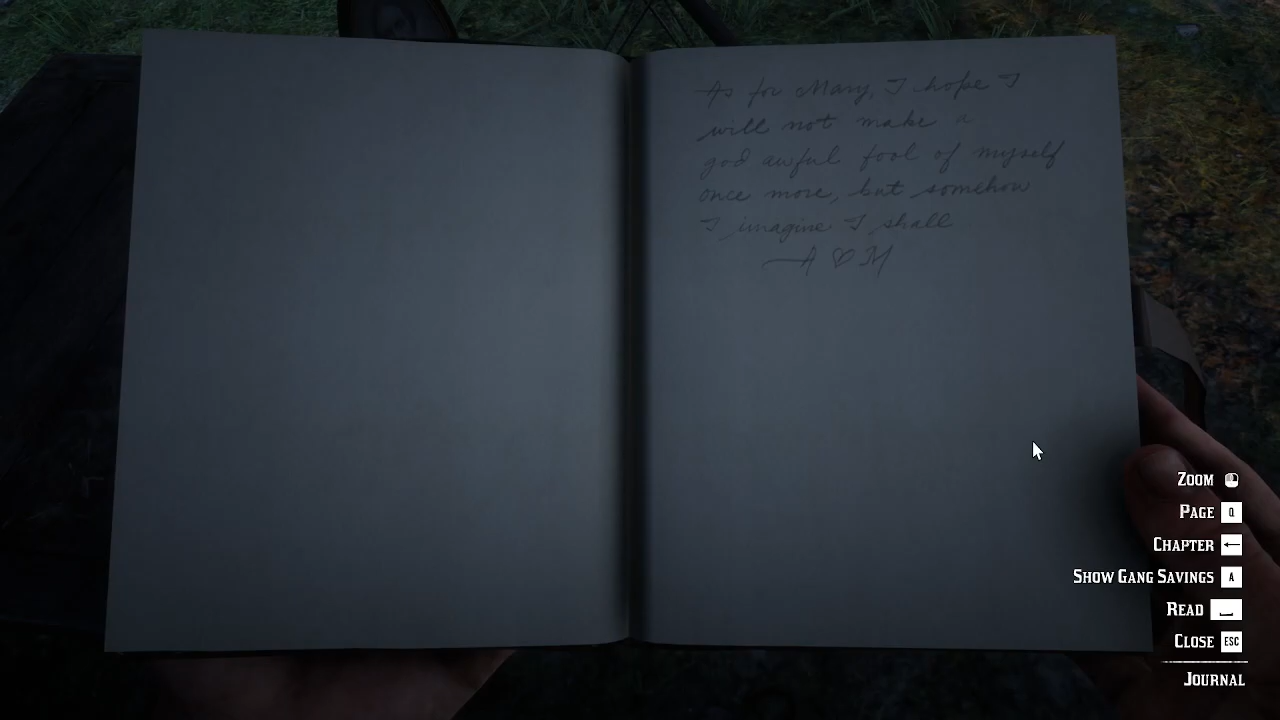 As for Mary, I hope I
will not make a
god awful fool of myself
once more, but somehow
I imagine I shall
A ♡ M
ZOOM
PAGE Q
CHAPTER ←
SHOW GANG SAVINGS A
READ
CLOSE ESC
JOURNAL